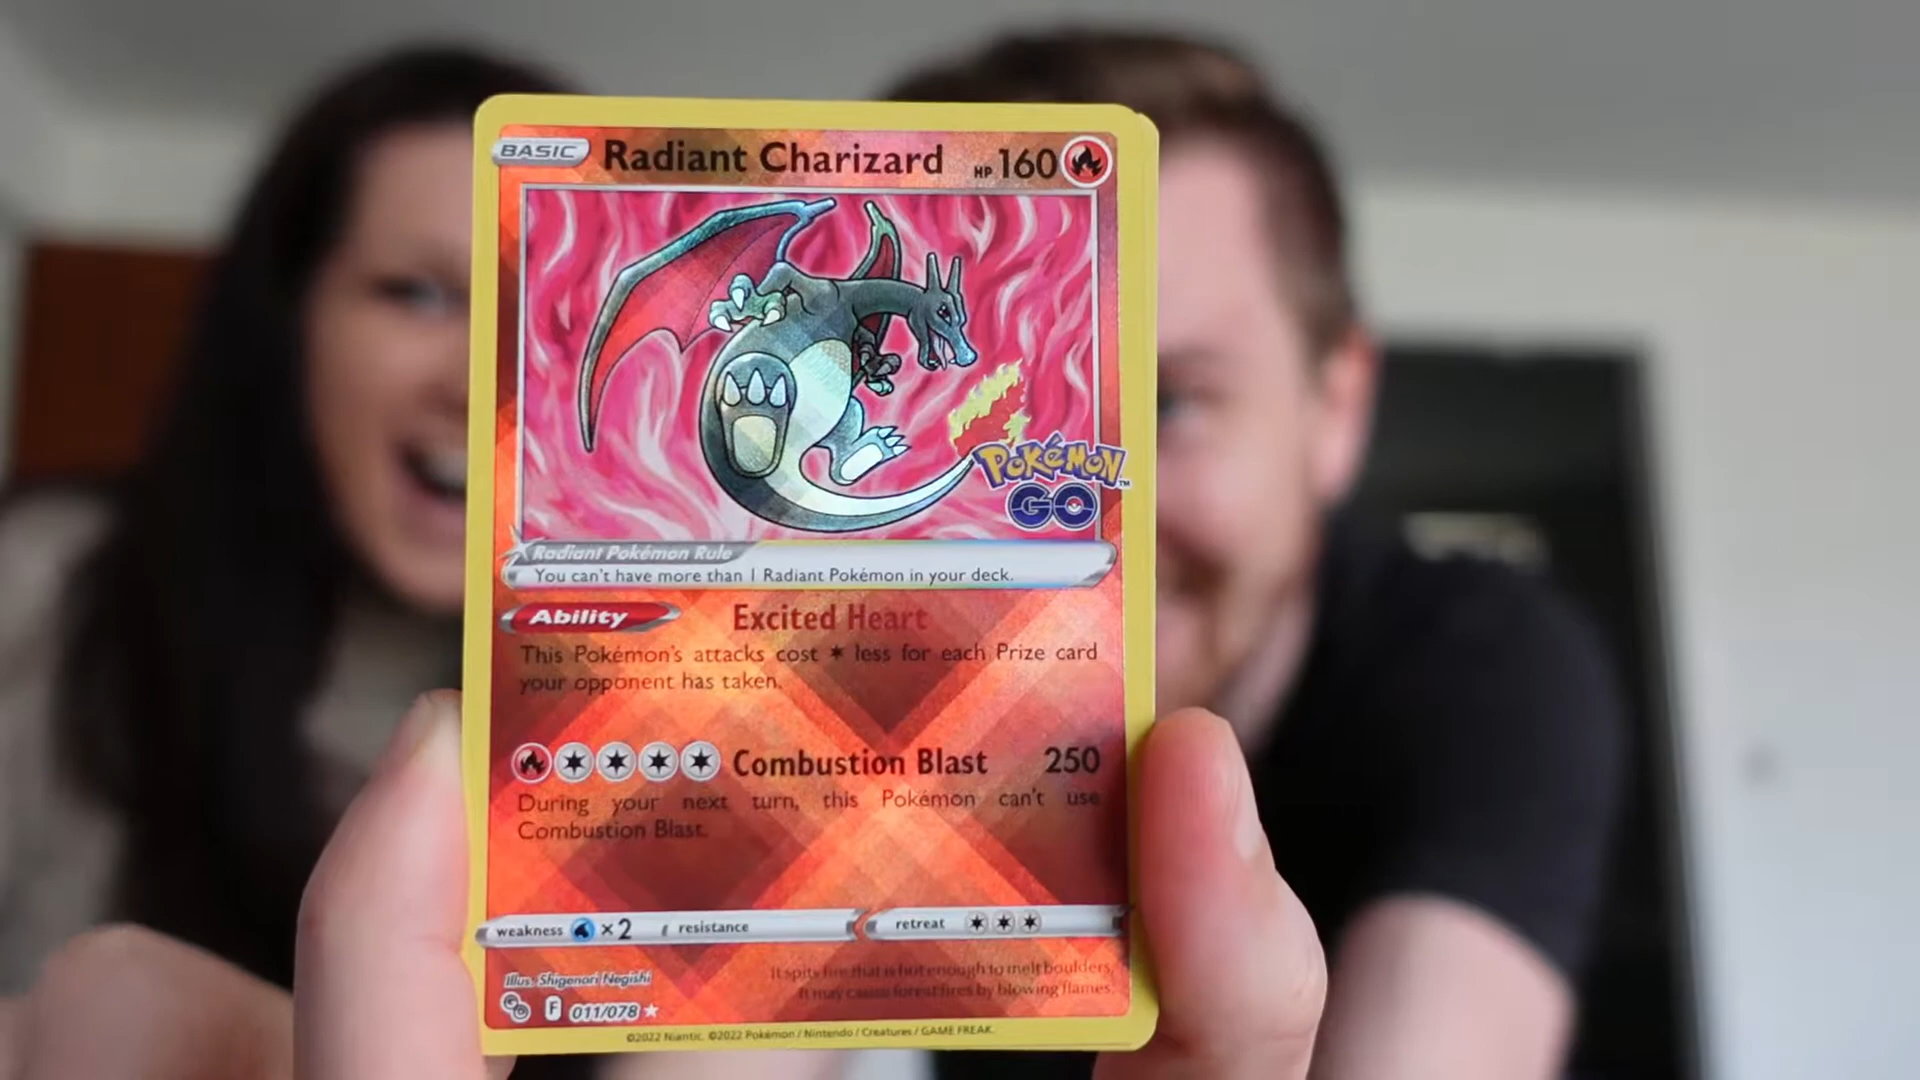 BASIC Radiant Charizard HP 160
POKÉMON™
GO
Radiant Pokémon Rule
You can't have more than 1 Radiant Pokémon in your deck.
Ability Excited Heart
This Pokémon's attacks cost less for each Prize card
your opponent has taken.
Combustion Blast 250
During your next turn, this Pokémon can't use
Combustion Blast.
weakness ×2 resistance retreat
It spits fire that is hot enough to melt boulders.
It may cause forest fires by blowing flames.
Illus. Shigenori Negishi
F 011/078 ★
©2022 Niantic. ©2022 Pokémon / Nintendo / Creatures / GAME FREAK.